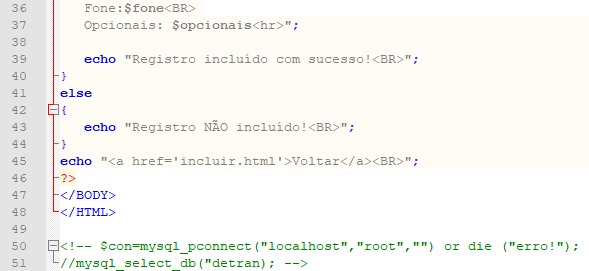 36 Fone:$fone<BR>
37 Opcionais: $opcionais<hr>";
38
39 echo "Registro incluído com sucesso!<BR>";
40 }
41 else
42 {
43 echo "Registro NÃO incluído!<BR>";
44 }
45 echo "<a href='incluir.html'>Voltar</a><BR>";
46 ?>
47 </BODY>
48 </HTML>
49
50 <!-- $con=mysql_pconnect("localhost","root","") or die ("erro!");
51 //mysql_select_db("detran); -->